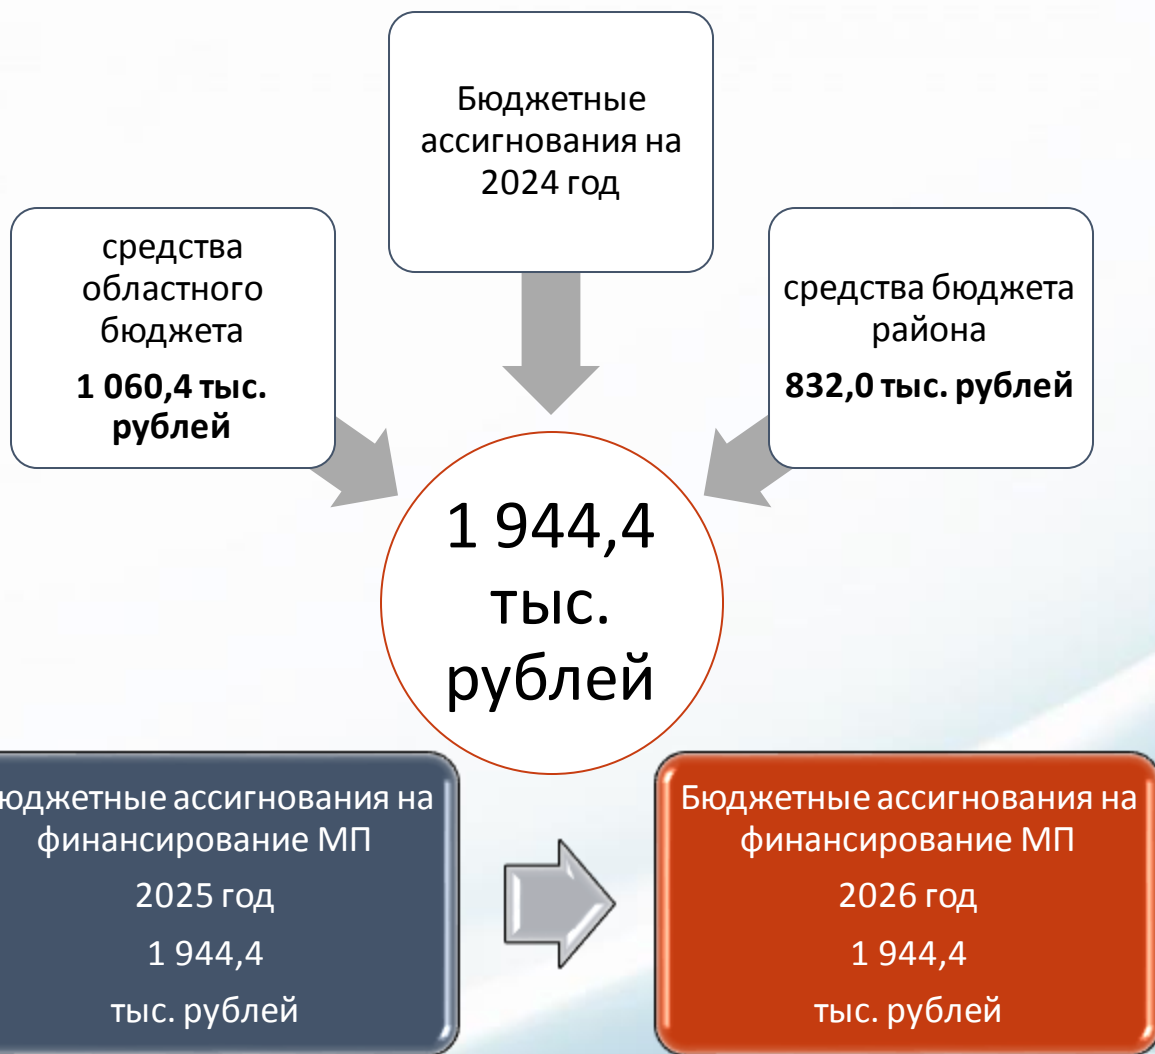 Бюджетные
ассигнования на
2024 год
средства
областного
бюджета
1 060,4 тыс.
рублей
средства бюджета
района
832,0 тыс. рублей
1 944,4
тыс.
рублей
юджетные ассигнования на
финансирование МП
2025 год
1 944,4
тыс. рублей
Бюджетные ассигнования на
финансирование МП
2026 год
1 944,4
тыс. рублей